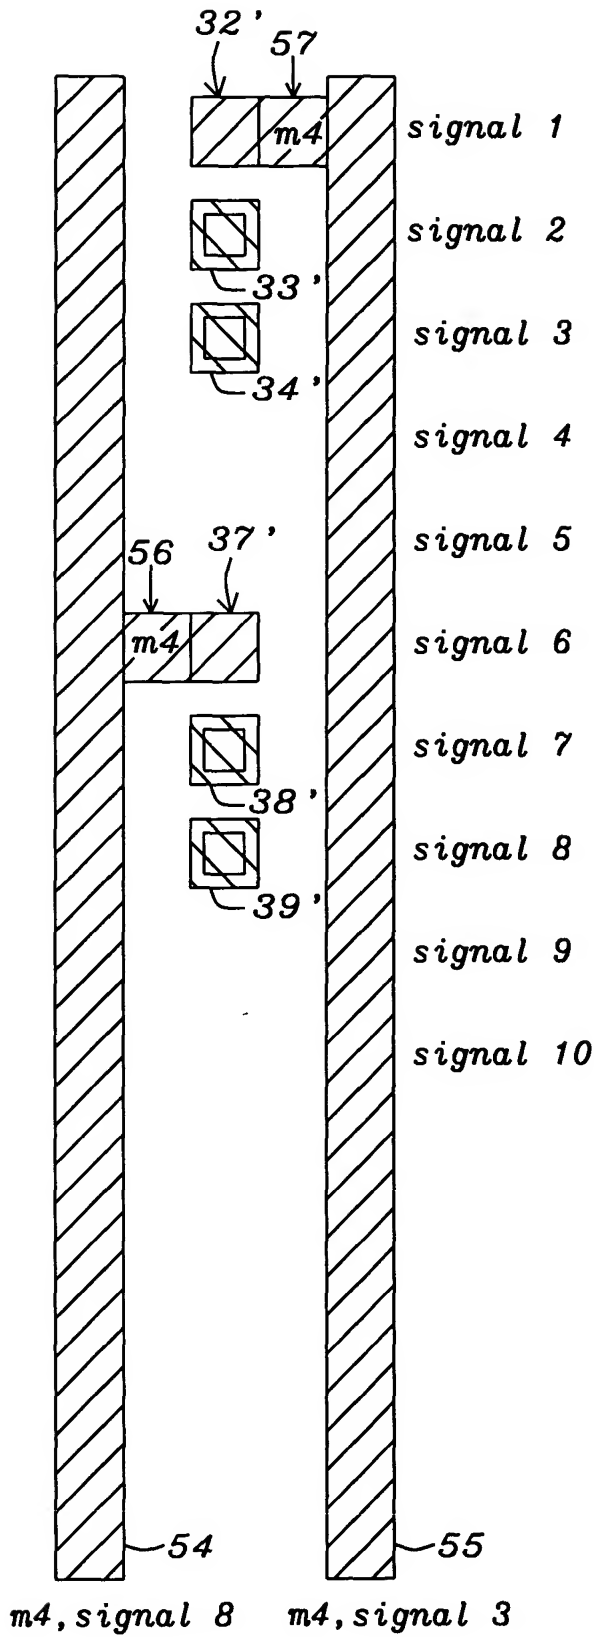 32'
57
m4
signal 1
signal 2
33'
signal 3
34'
signal 4
signal 5
56
37'
m4
signal 6
signal 7
38'
signal 8
39'
signal 9
signal 10
54
55
m4,signal 8
m4,signal 3